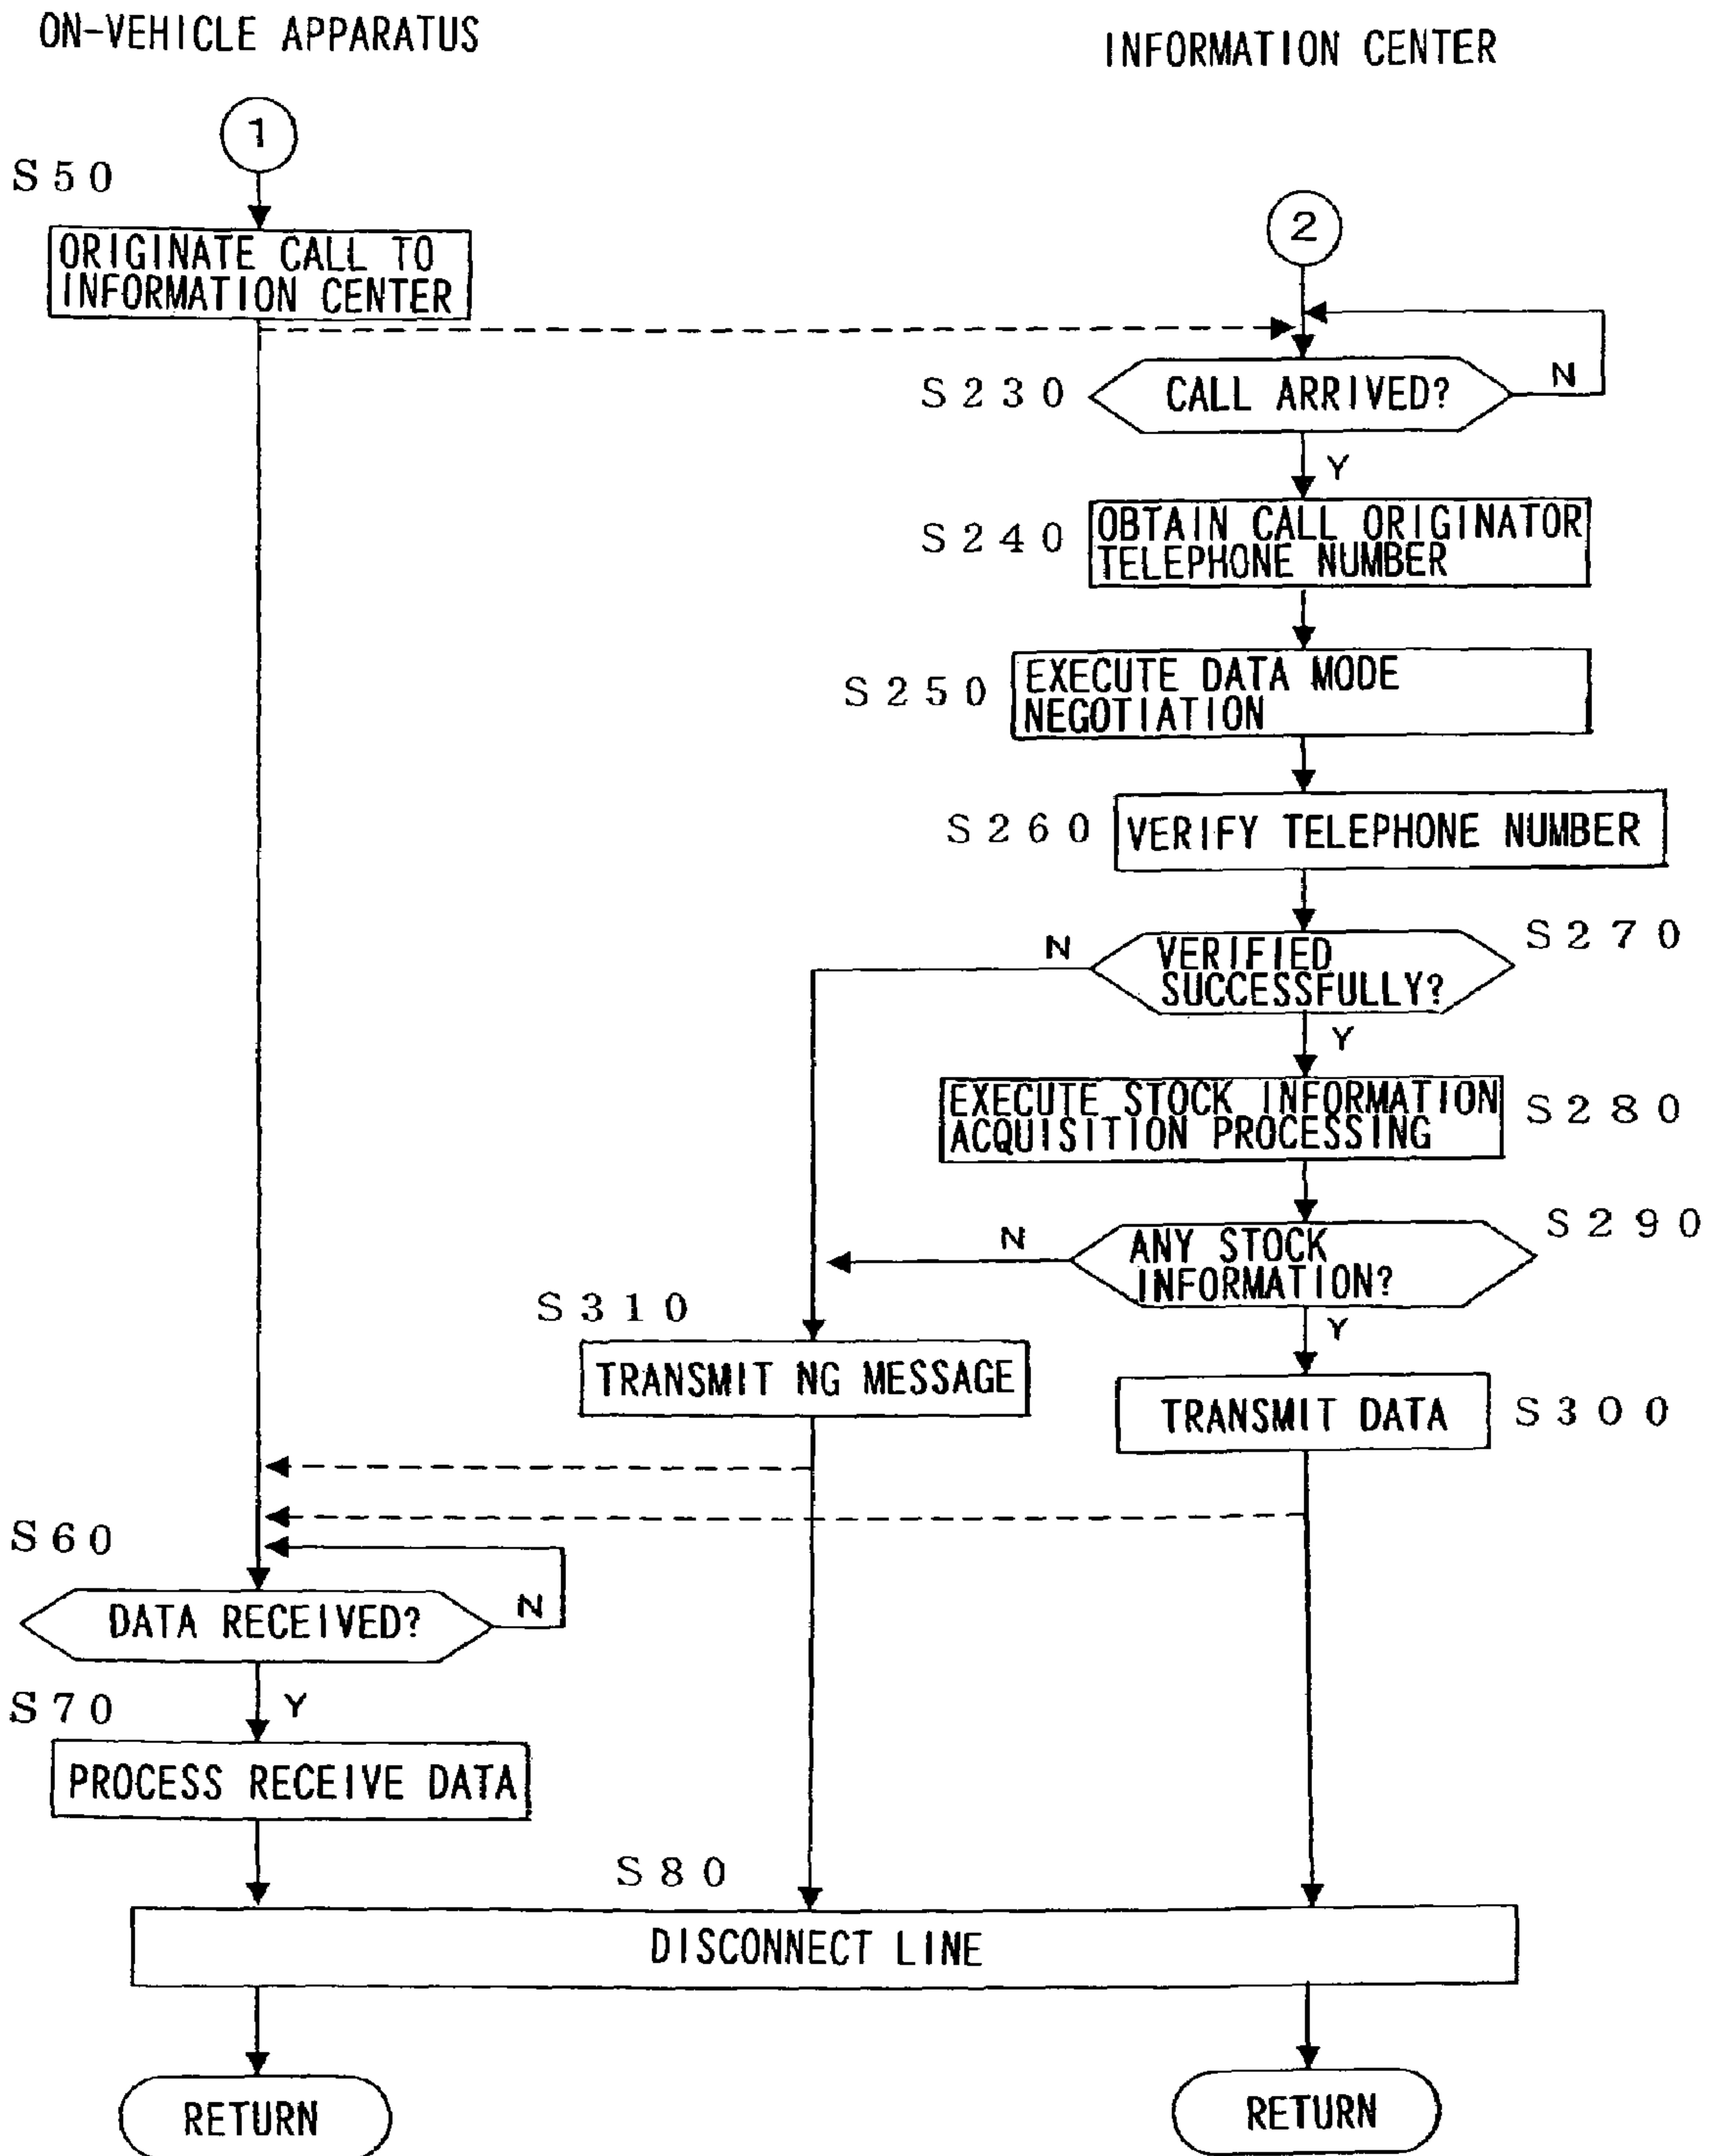 ON-VEHICLE APPARATUS
INFORMATION CENTER
1
S50
2
ORIGINATE CALL TO
INFORMATION CENTER
S230
CALL ARRIVED?
N
Y
S240
OBTAIN CALL ORIGINATOR
TELEPHONE NUMBER
S250
EXECUTE DATA MODE
NEGOTIATION
S260
VERIFY TELEPHONE NUMBER
N
VERIFIED
SUCCESSFULLY?
S270
Y
EXECUTE STOCK INFORMATION
ACQUISITION PROCESSING
S280
N
ANY STOCK
INFORMATION?
S290
Y
S310
TRANSMIT NG MESSAGE
TRANSMIT DATA
S300
S60
DATA RECEIVED?
N
S70
Y
PROCESS RECEIVE DATA
S80
DISCONNECT LINE
RETURN
RETURN